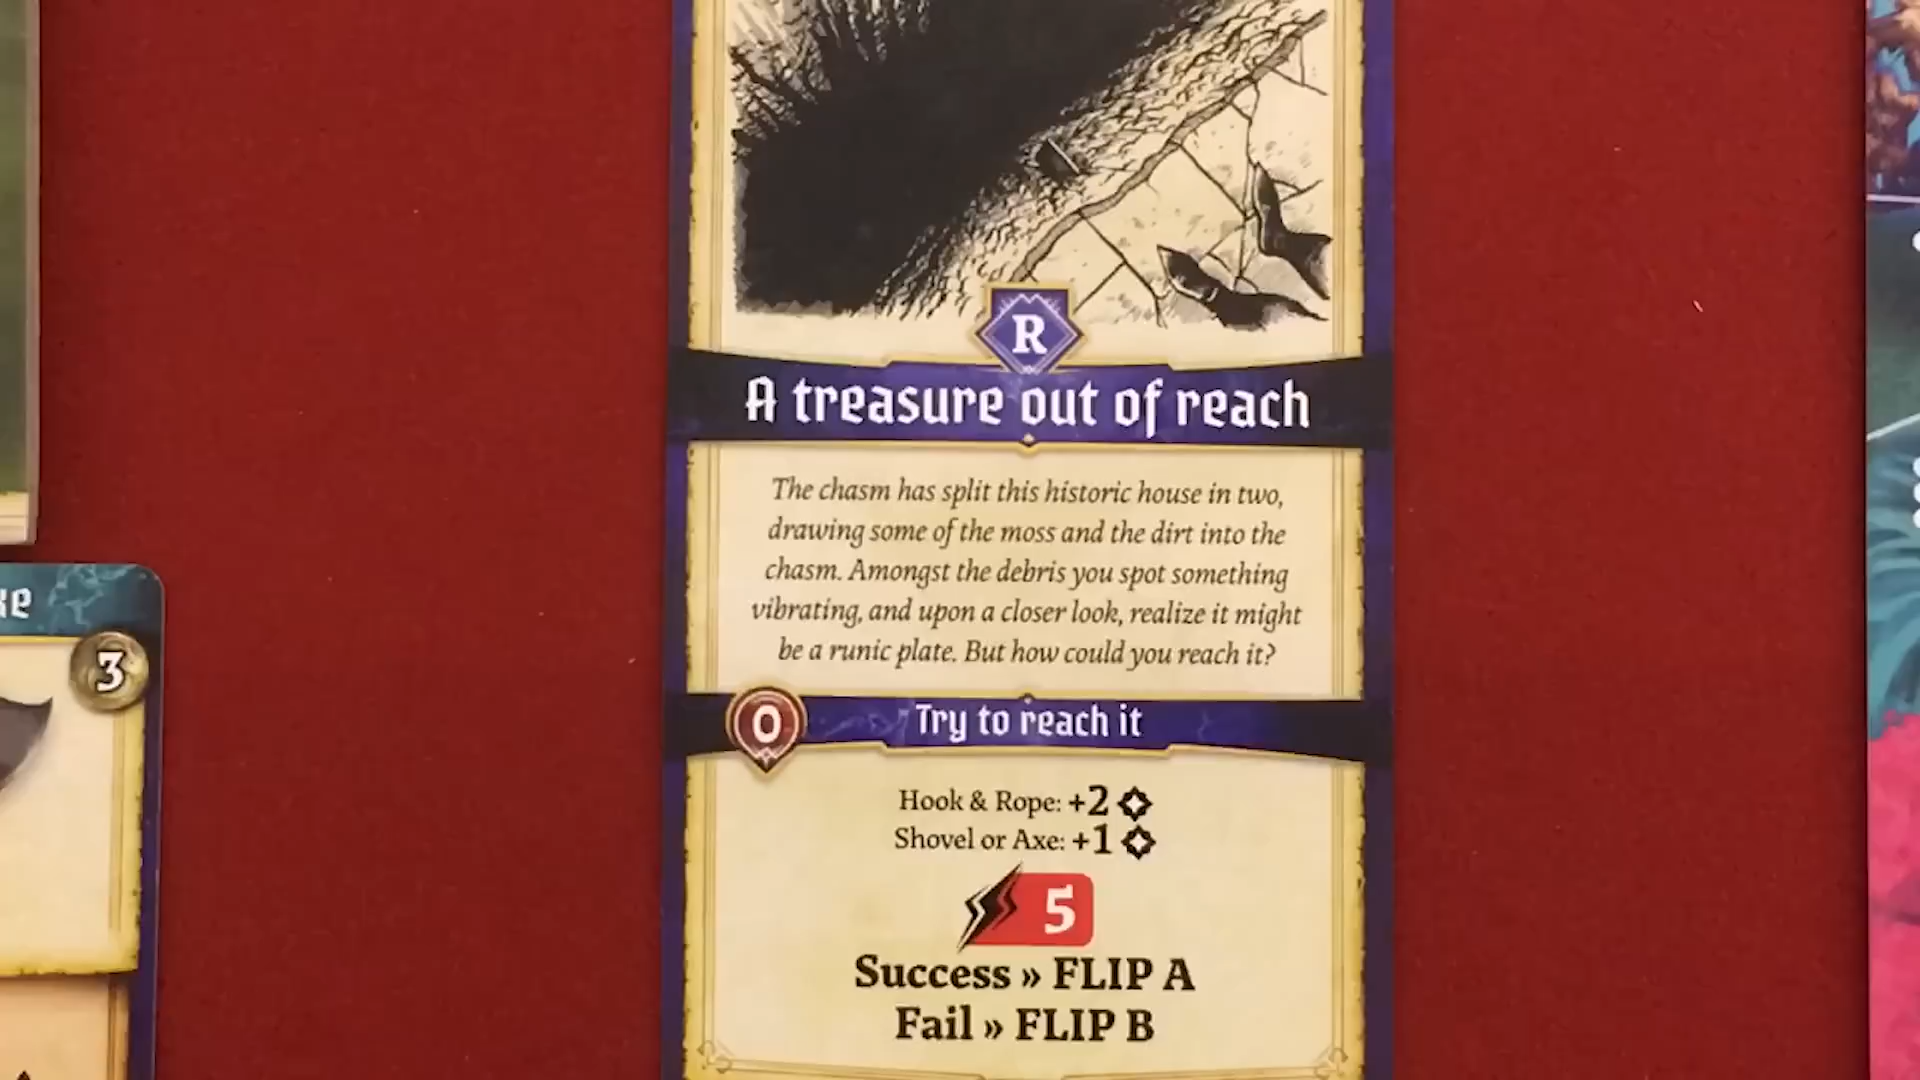 R
A treasure out of reach
The chasm has split this historic house in two,
drawing some of the moss and the dirt into the
chasm. Amongst the debris you spot something
vibrating, and upon a closer look, realize it might
be a runic plate. But how could you reach it?
0 Try to reach it
Hook & Rope: +2
Shovel or Axe: +1
5
Success » FLIP A
Fail » FLIP B
3